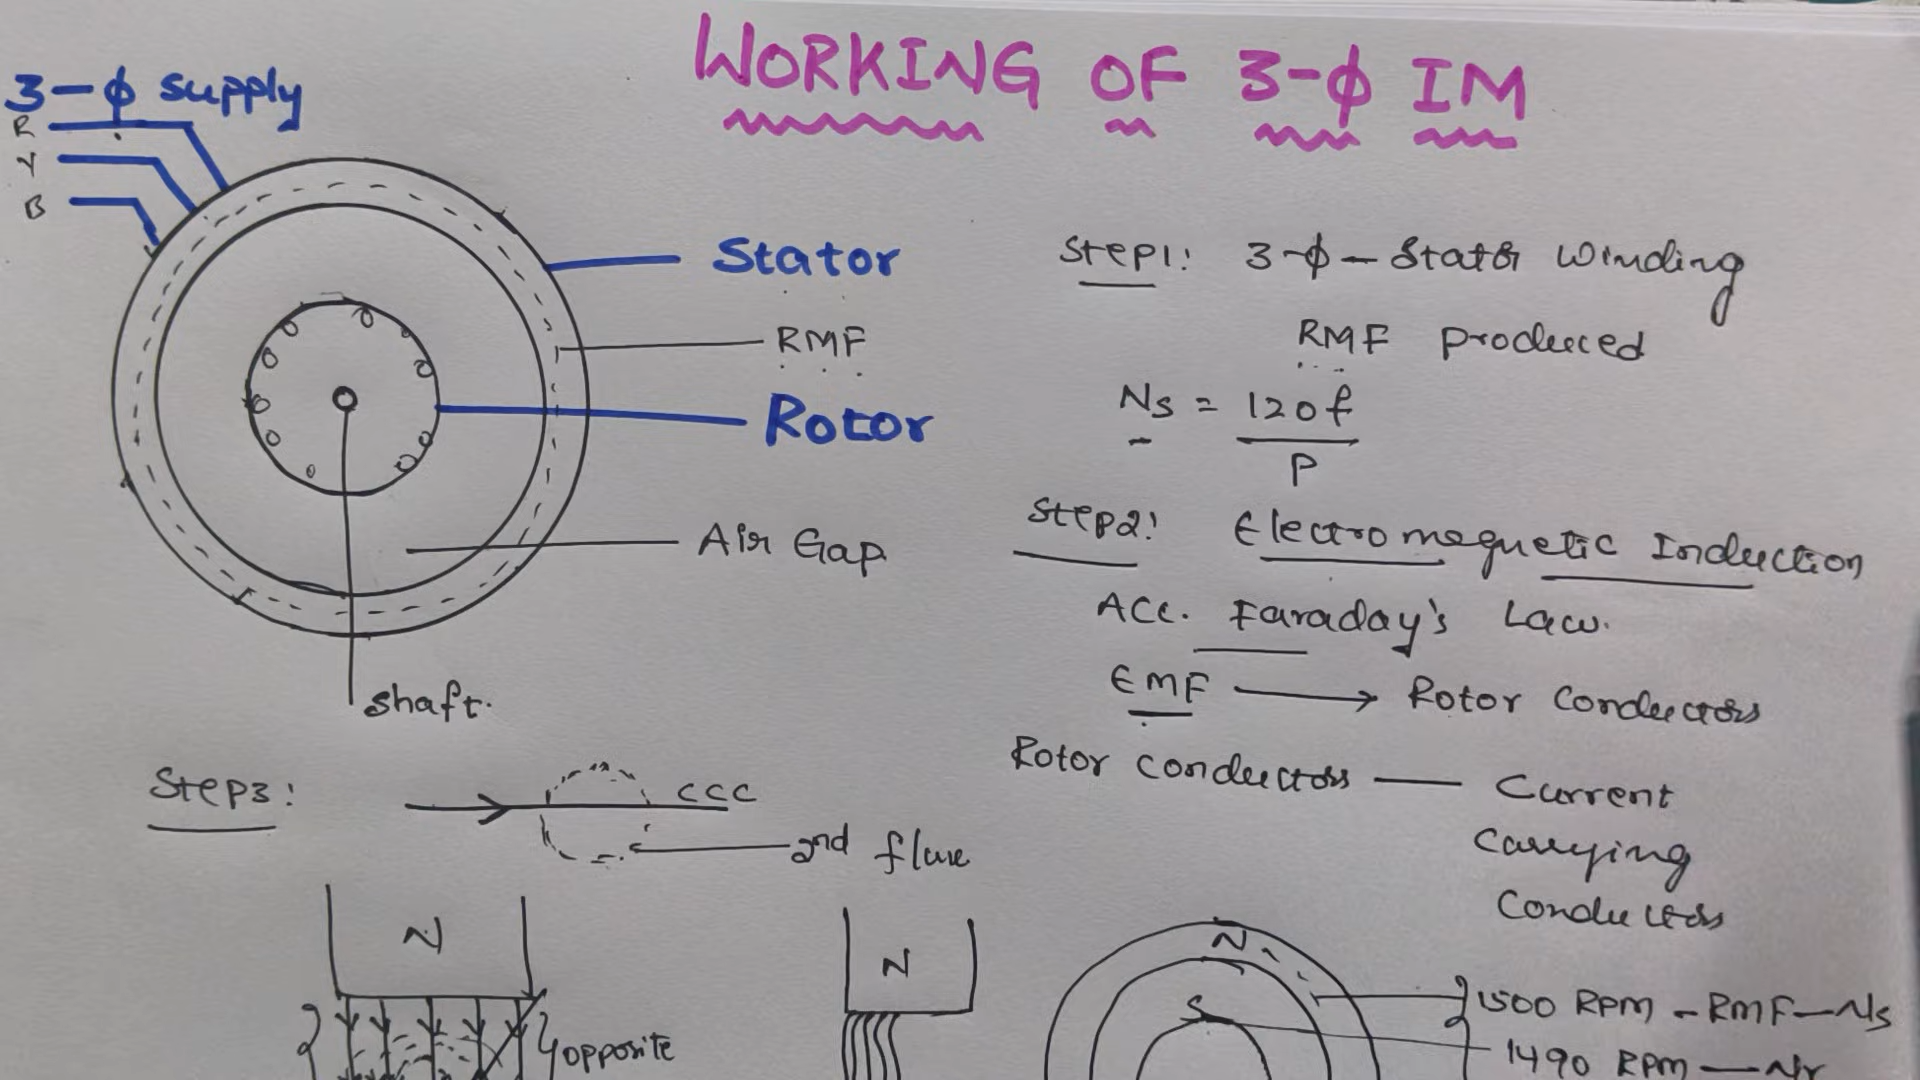 WORKING OF 3-ϕ IM
3-ϕ supply
R
Y
B
Stator
RMF
Rotor
Air Gap
shaft.
Step1: 3-ϕ - Stator winding
RMF produced
Ns = 120f
P
Step2: Electromagnetic Induction
Acc. Faraday's Law.
EMF → Rotor conductors
Rotor conductors — Current
Carrying
Conductors
Step3:
CCC
2nd flux
N
opposite
N
N
S
1500 RPM - RMF - Ns
1490 RPM - Nr